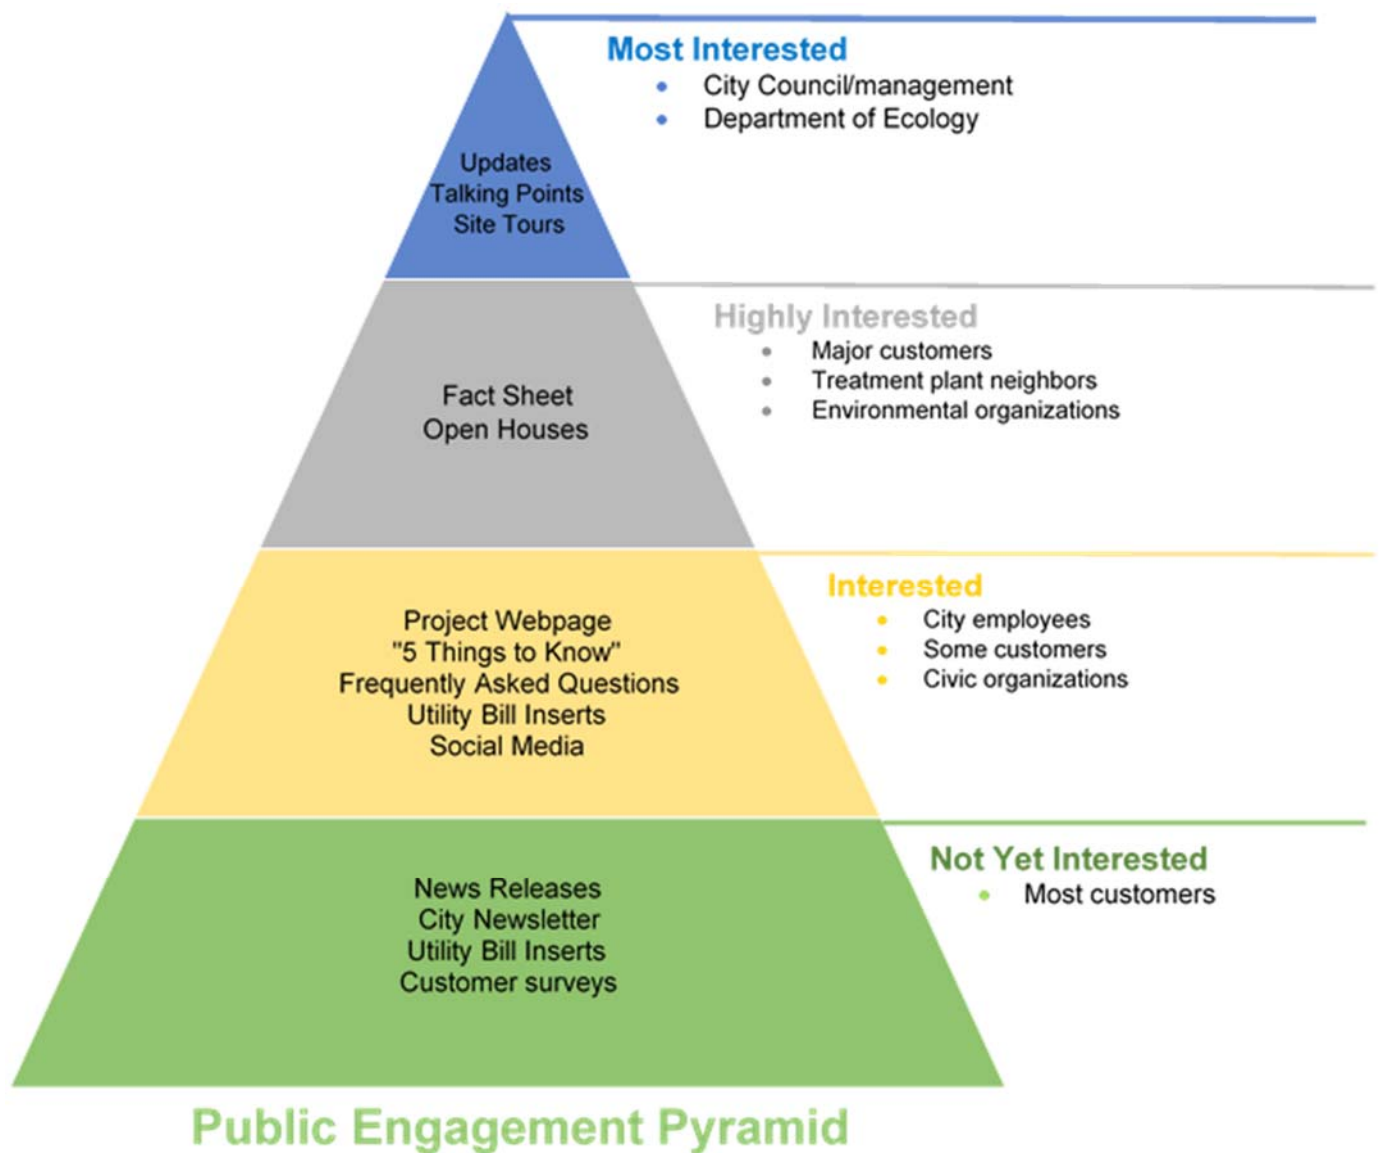 Most Interested
• City Council/management
• Department of Ecology
Updates
Talking Points
Site Tours
Highly Interested
• Major customers
• Treatment plant neighbors
• Environmental organizations
Fact Sheet
Open Houses
Interested
• City employees
• Some customers
• Civic organizations
Project Webpage
"5 Things to Know"
Frequently Asked Questions
Utility Bill Inserts
Social Media
Not Yet Interested
• Most customers
News Releases
City Newsletter
Utility Bill Inserts
Customer surveys
Public Engagement Pyramid